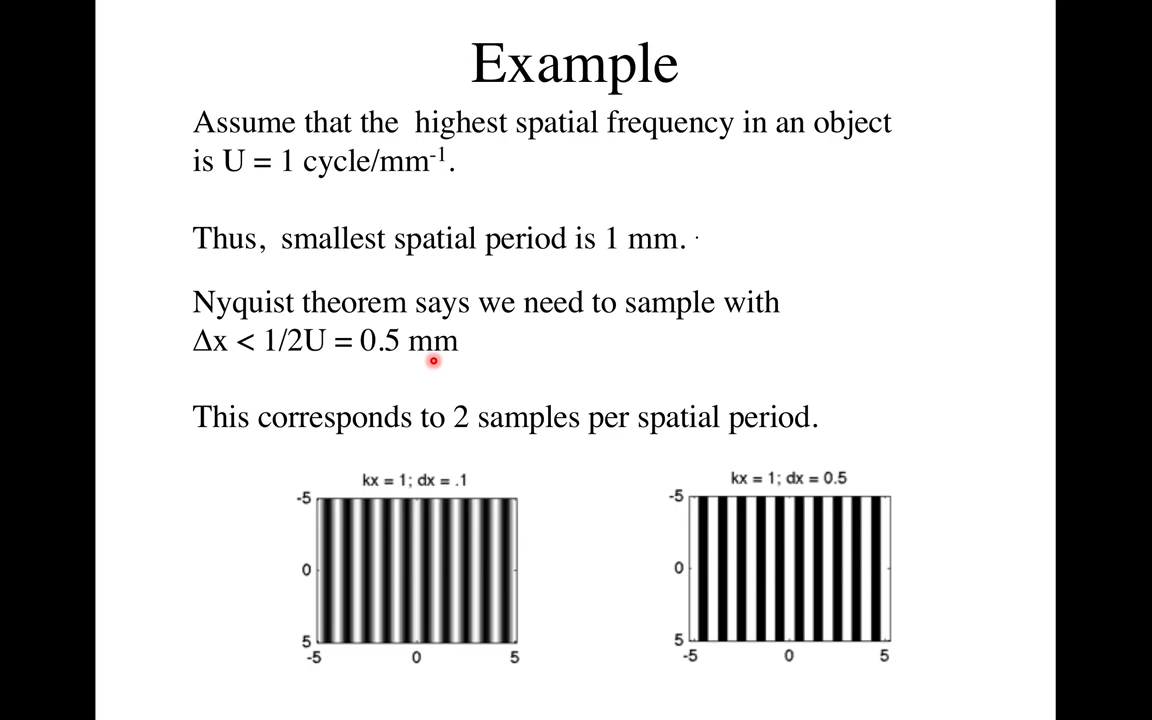 Example
Assume that the highest spatial frequency in an object
is U = 1 cycle/mm⁻¹.
Thus, smallest spatial period is 1 mm. .
Nyquist theorem says we need to sample with
Δx < 1/2U = 0.5 mm
This corresponds to 2 samples per spatial period.
kx = 1; dx = .1
-5
0
5
-5 0 5
kx = 1; dx = 0.5
-5
0
5
-5 0 5